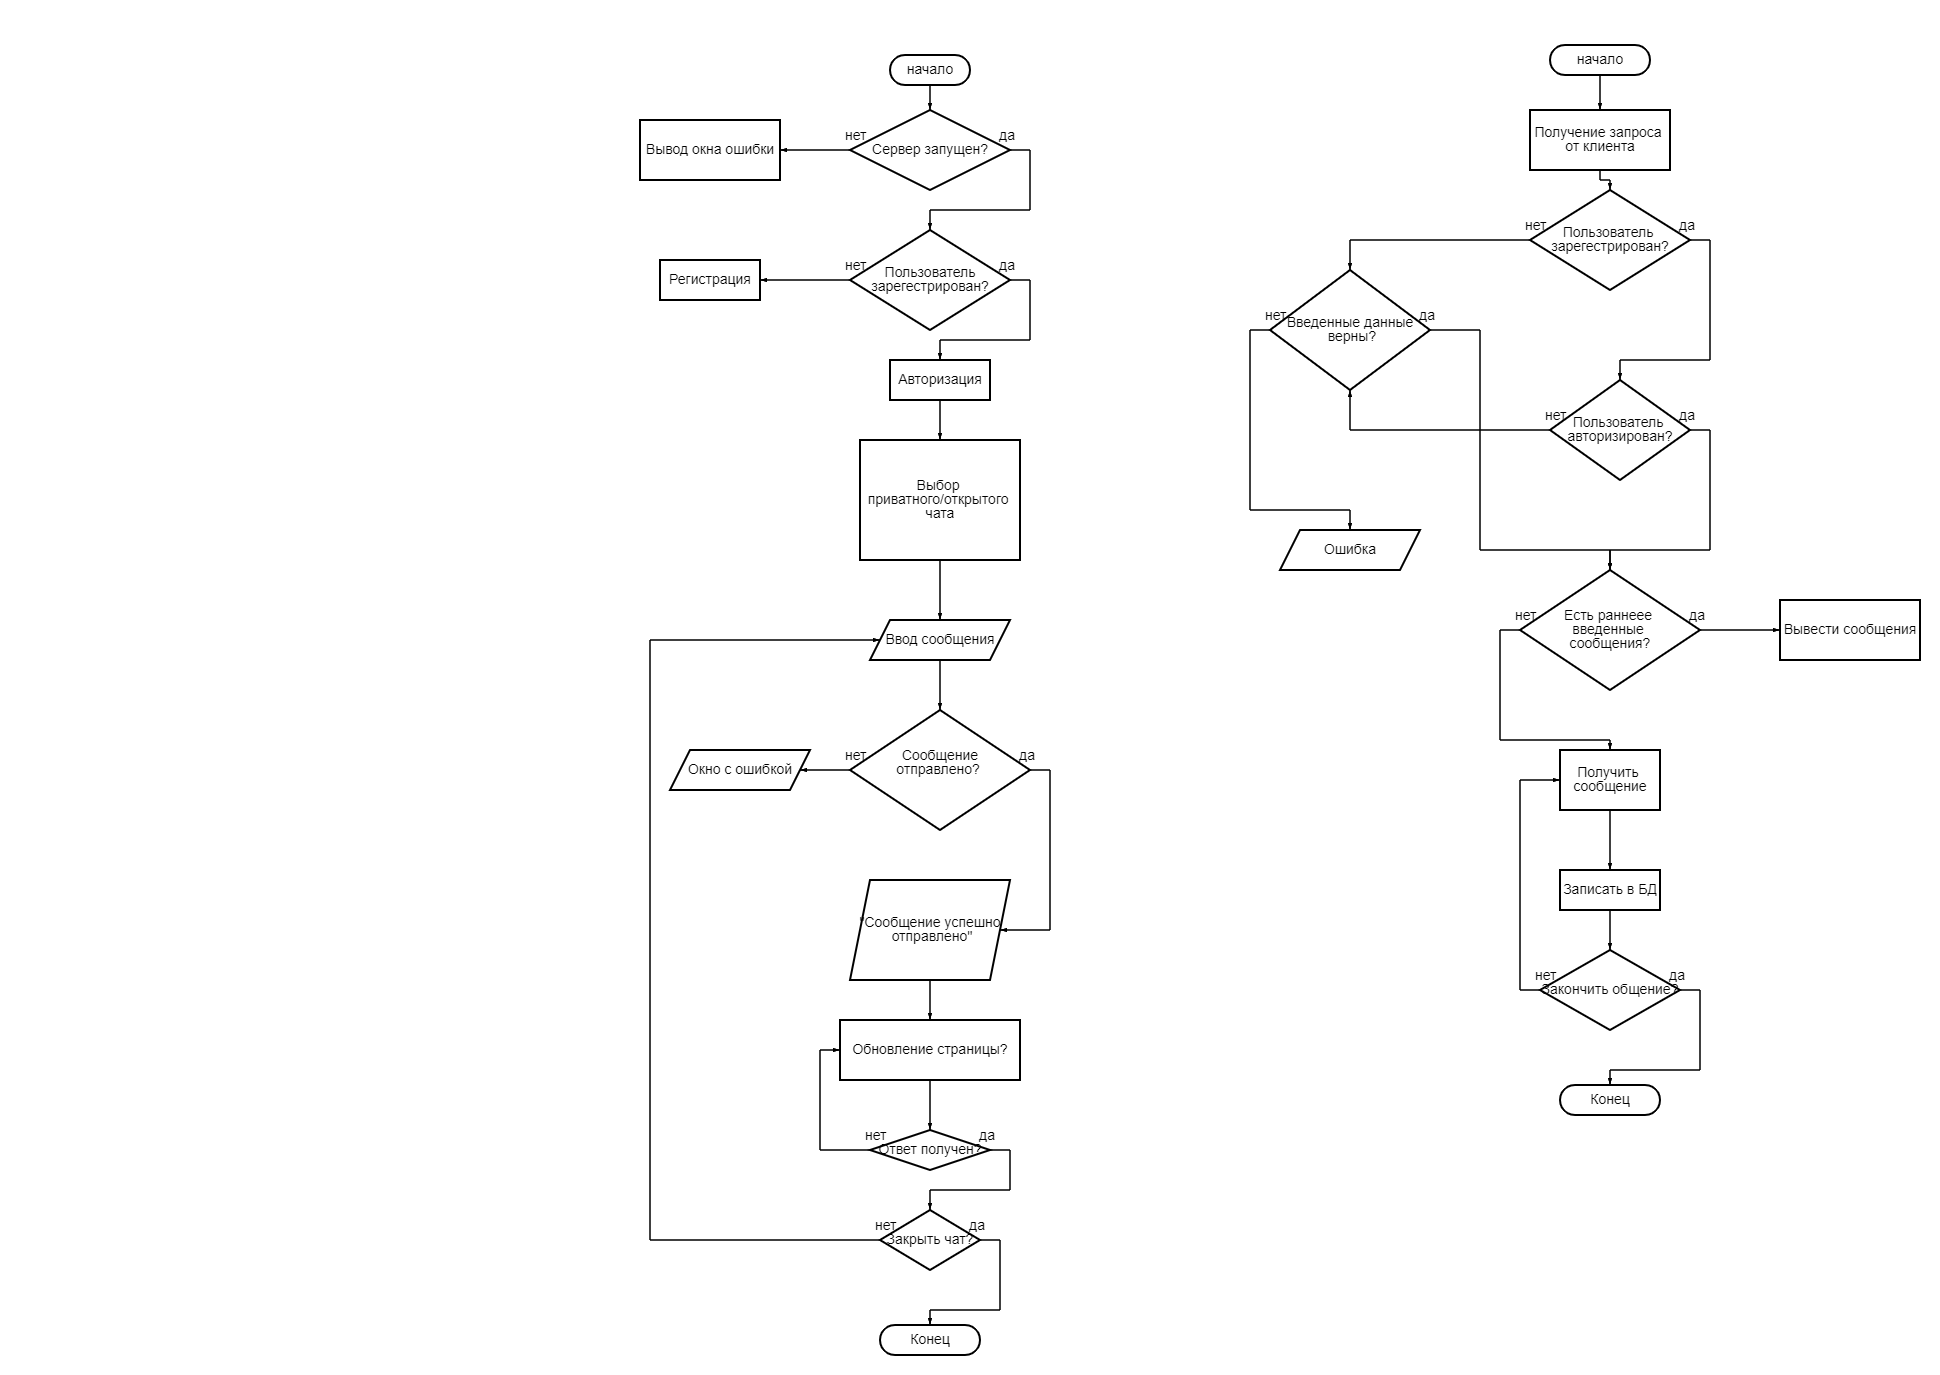 начало
нет
да
Сервер запущен?
Вывод окна ошибки
нет
да
Пользователь
зарегестрирован?
Регистрация
Авторизация
Выбор
приватного/открытого
чата
Ввод сообщения
нет
да
Сообщение
отправлено?
Окно с ошибкой
"Сообщение успешно
отправлено"
Обновление страницы?
нет
да
Ответ получен?
нет
да
Закрыть чат?
Конец
начало
Получение запроса
от клиента
нет
да
Пользователь
зарегестрирован?
нет
да
Введенные данные
верны?
нет
да
Пользователь
авторизирован?
Ошибка
нет
да
Есть раннеее
введенные
сообщения?
Вывести сообщения
Получить
сообщение
Записать в БД
нет
да
Закончить общение?
Конец